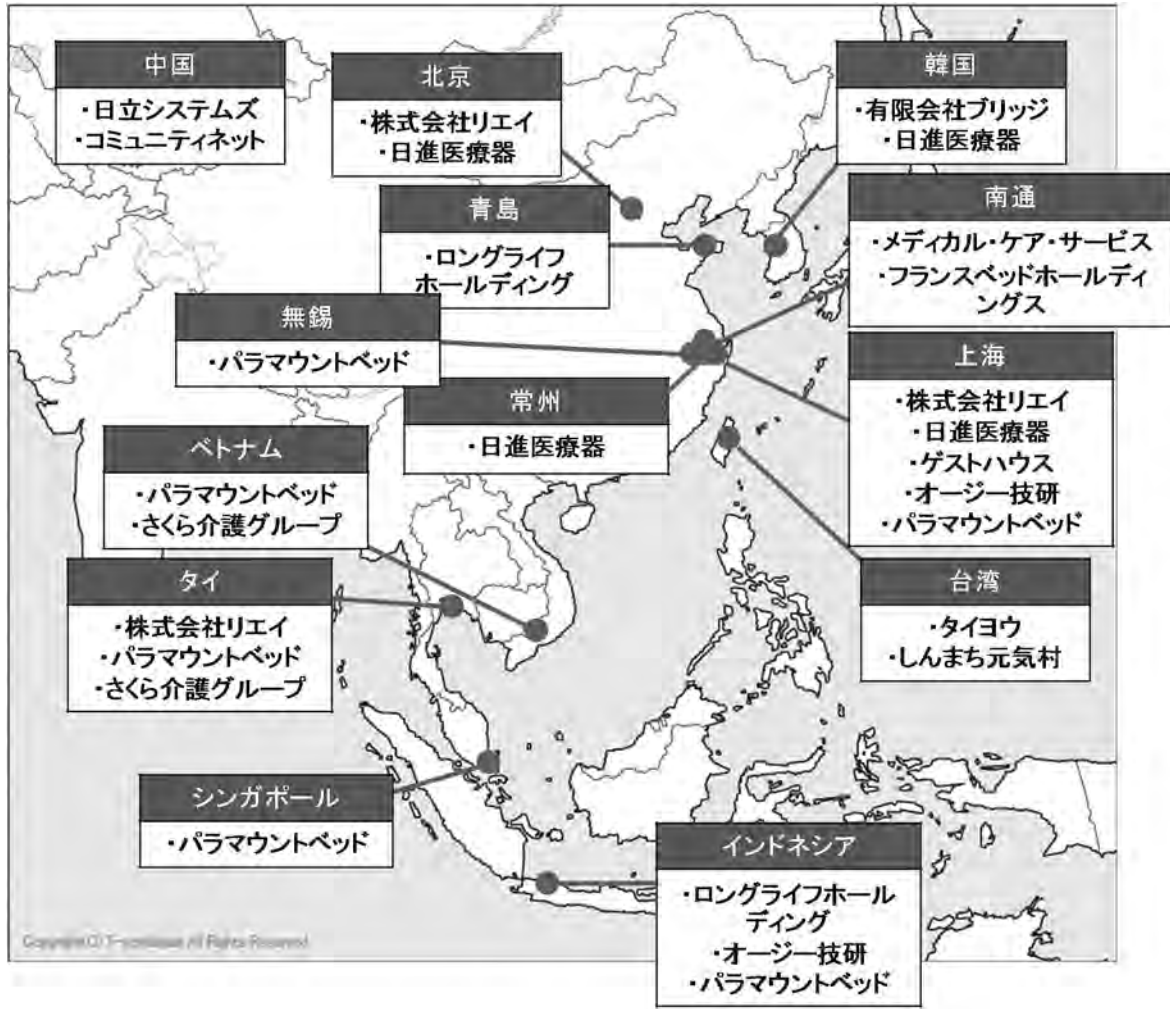 中国
・日立システムズ
・コミュニティネット
北京
・株式会社リエイ
・日進医療器
韓国
・有限会社ブリッジ
・日進医療器
青島
・ロングライフ
ホールディング
南通
・メディカル・ケア・サービス
・フランスベッドホールディ
ングス
無錫
・パラマウントベッド
上海
・株式会社リエイ
・日進医療器
・ゲストハウス
・オージー技研
・パラマウントベッド
常州
・日進医療器
ベトナム
・パラマウントベッド
・さくら介護グループ
タイ
・株式会社リエイ
・パラマウントベッド
・さくら介護グループ
台湾
・タイヨウ
・しんまち元気村
シンガポール
・パラマウントベッド
インドネシア
・ロングライフホール
ディング
・オージー技研
・パラマウントベッド
All Rights Reserved